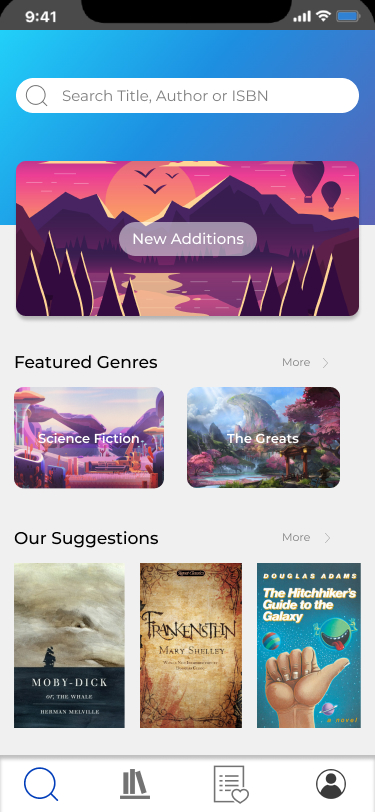 9:41
Search Title, Author or ISBN
New Additions
Featured Genres
More
Science Fiction
The Greats
Our Suggestions
More
MOBY-DICK
OR, THE WHALE
HERMAN MELVILLE
Signet Classics
FRANKENSTEIN
MARY SHELLEY
DOUGLAS ADAMS
The Hitchhiker's
Guide to the
Galaxy
a novel